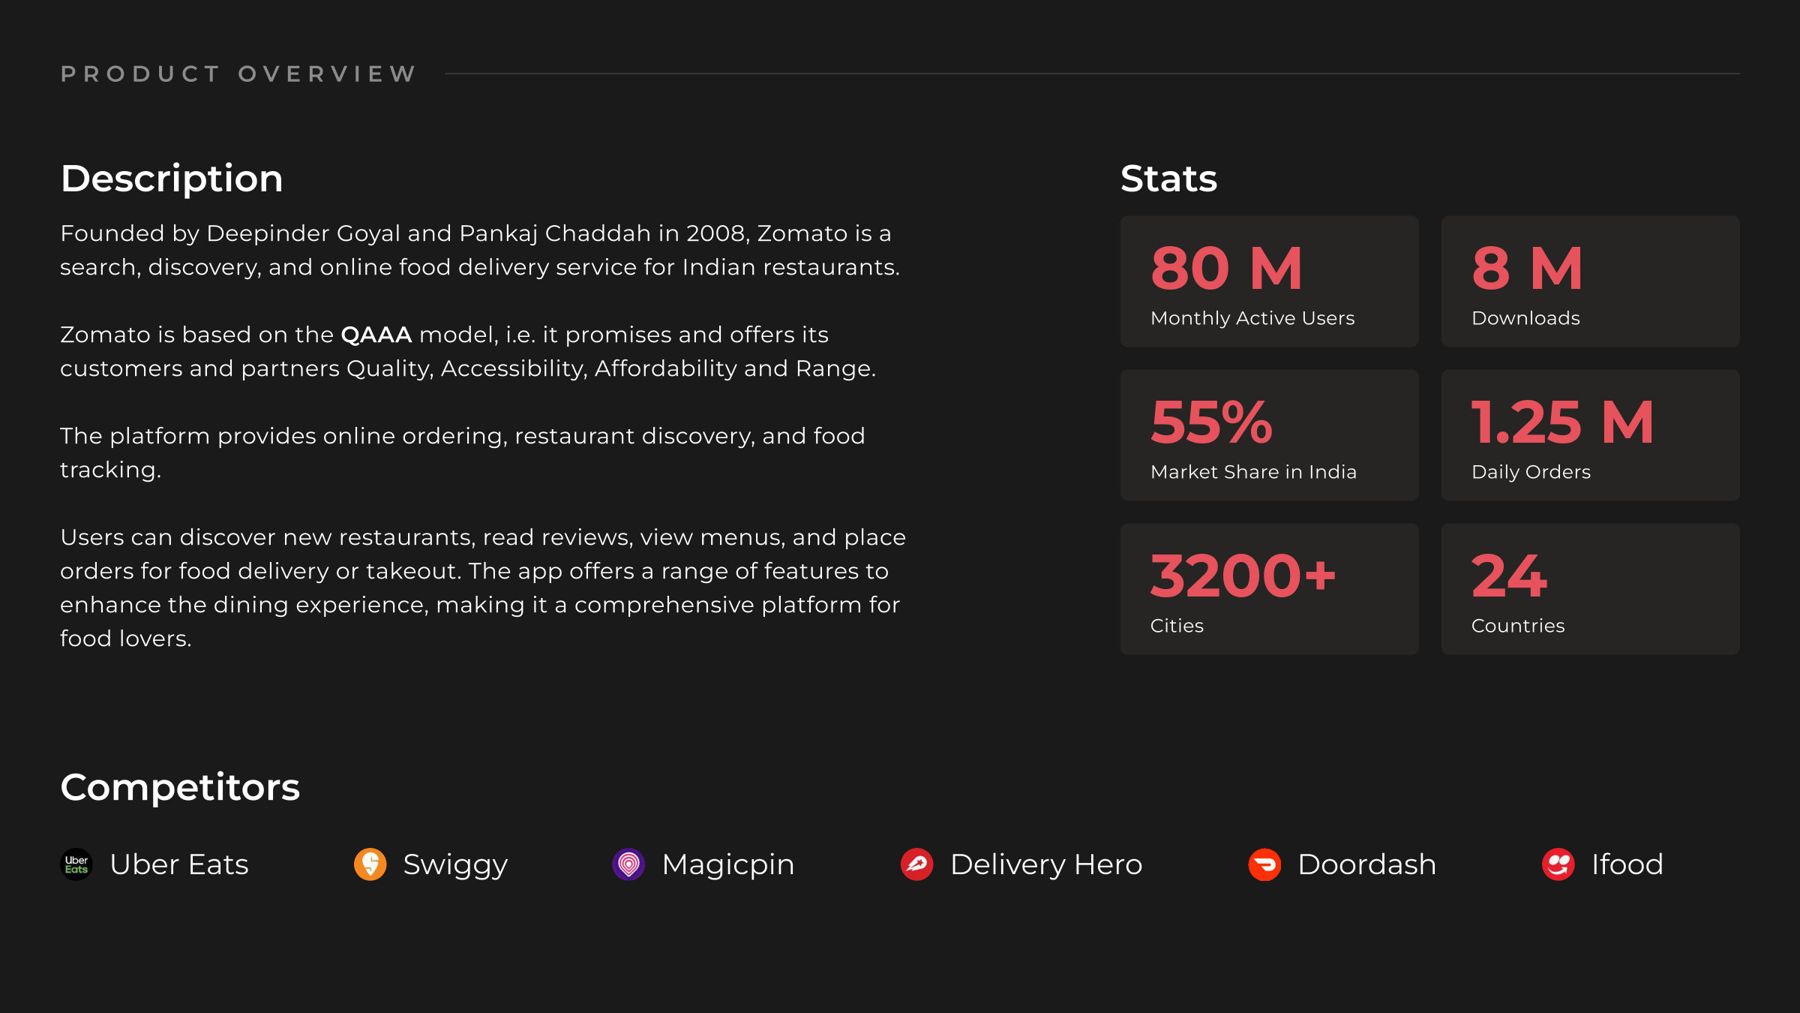 PRODUCT OVERVIEW
Description
Founded by Deepinder Goyal and Pankaj Chaddah in 2008, Zomato is a
search, discovery, and online food delivery service for Indian restaurants.
Zomato is based on the QAAA model, i.e. it promises and offers its
customers and partners Quality, Accessibility, Affordability and Range.
The platform provides online ordering, restaurant discovery, and food
tracking.
Users can discover new restaurants, read reviews, view menus, and place
orders for food delivery or takeout. The app offers a range of features to
enhance the dining experience, making it a comprehensive platform for
food lovers.
Stats
80 M
Monthly Active Users
8 M
Downloads
55%
Market Share in India
1.25 M
Daily Orders
3200+
Cities
24
Countries
Competitors
Uber
Eats
Uber Eats
Swiggy
Magicpin
Delivery Hero
Doordash
Ifood